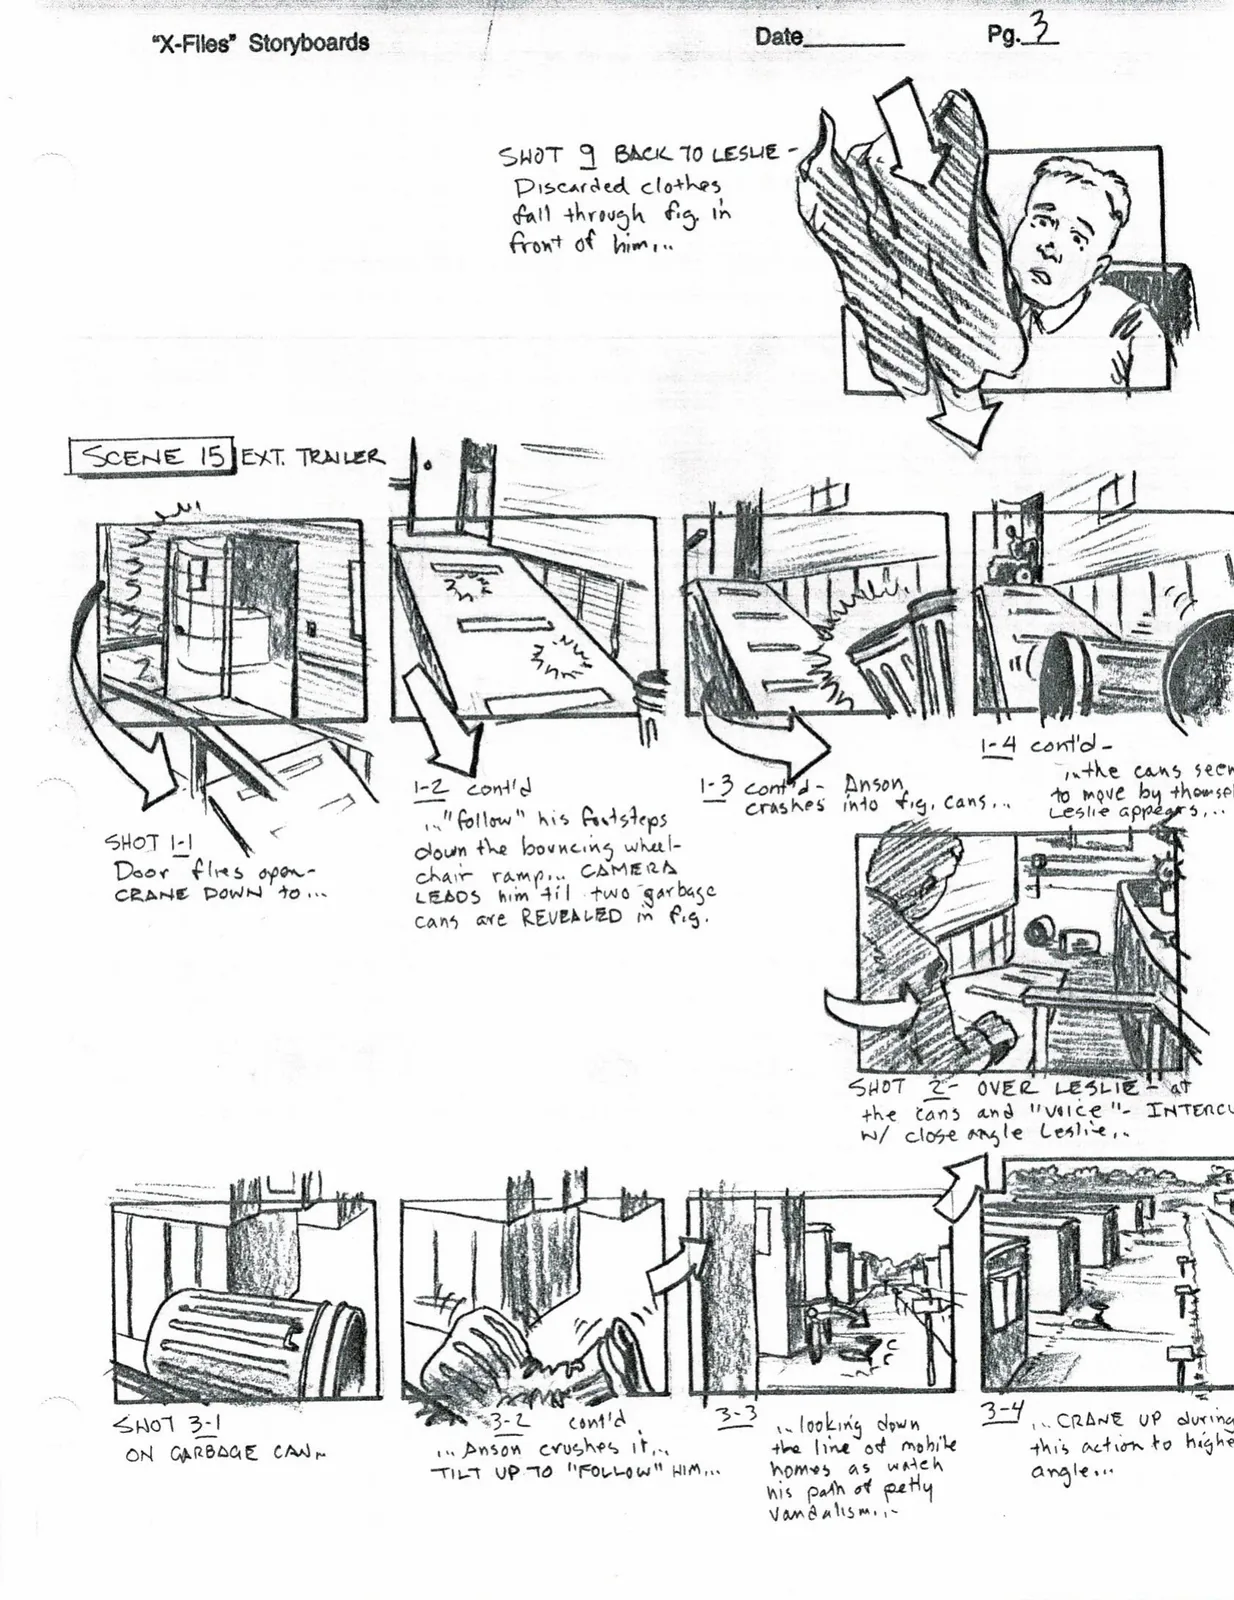 "X-Files" Storyboards
Date
Pg. 3
SHOT 9 BACK TO LESLIE -
Discarded clothes
fall through fig. in
front of him...
SCENE 15 EXT. TRAILER
SHOT 1-1
Door flies open-
CRANE DOWN to...
1-2 cont'd
..."follow" his footsteps
down the bouncing wheel-
chair ramp... CAMERA
LEADS him til two garbage
cans are REVEALED in f.g.
1-3 cont'd- Anson
crashes into f.g. cans...
1-4 cont'd-
...the cans seem
to move by themsel
Leslie appears...
SHOT 2- OVER LESLIE - at
the cans and "voice"- INTERCU
w/ close angle Leslie...
SHOT 3-1
ON GARBAGE CAN...
3-2 cont'd
... Anson crushes it...
TILT UP TO "FOLLOW" HIM...
3-3
...looking down
the line of mobile
homes as watch
his path of petty
vandalism...
3-4 ...CRANE UP during
this action to highe
angle...